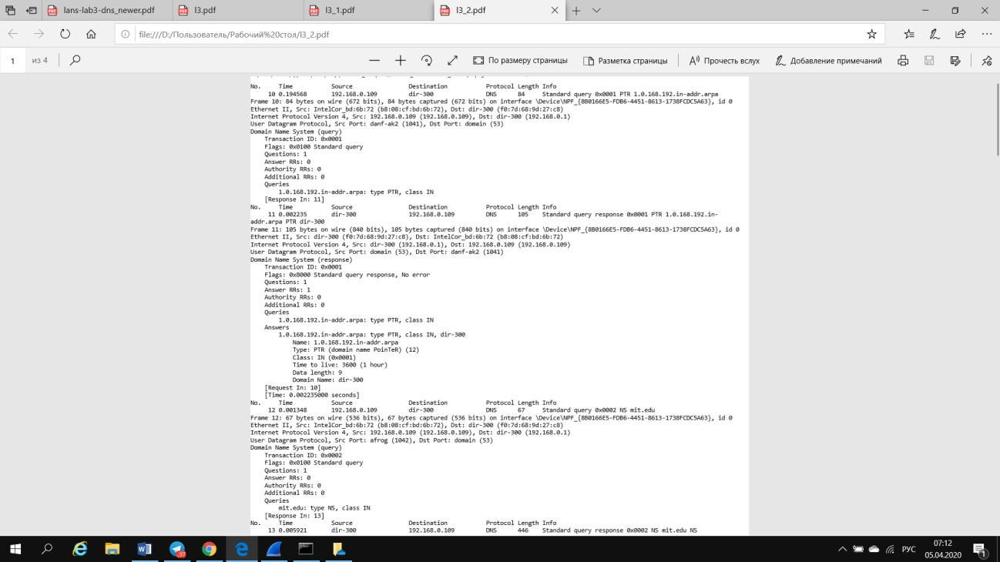 lans-lab3-dns_newer.pdf
l3.pdf
l3_1.pdf
l3_2.pdf
file:///D:/Пользователь/Рабочий%20стол/l3_2.pdf
1 из 4 По размеру страницы Разметка страницы Прочесть вслух Добавление примечаний
No. Time Source Destination Protocol Length Info
10 0.194568 192.168.0.109 dir-300 DNS 84 Standard query 0x0001 PTR 1.0.168.192.in-addr.arpa
Frame 10: 84 bytes on wire (672 bits), 84 bytes captured (672 bits) on interface \Device\NPF_{8B0166E5-FDB6-4451-8613-1738FCDC5A63}, id 0
Ethernet II, Src: IntelCor_bd:6b:72 (b8:08:cf:bd:6b:72), Dst: dir-300 (f0:7d:68:9d:27:c8)
Internet Protocol Version 4, Src: 192.168.0.109 (192.168.0.109), Dst: dir-300 (192.168.0.1)
User Datagram Protocol, Src Port: danf-ak2 (1041), Dst Port: domain (53)
Domain Name System (query)
Transaction ID: 0x0001
Flags: 0x0100 Standard query
Questions: 1
Answer RRs: 0
Authority RRs: 0
Additional RRs: 0
Queries
1.0.168.192.in-addr.arpa: type PTR, class IN
[Response In: 11]
No. Time Source Destination Protocol Length Info
11 0.002235 dir-300 192.168.0.109 DNS 105 Standard query response 0x0001 PTR 1.0.168.192.in-
addr.arpa PTR dir-300
Frame 11: 105 bytes on wire (840 bits), 105 bytes captured (840 bits) on interface \Device\NPF_{8B0166E5-FDB6-4451-8613-1738FCDC5A63}, id 0
Ethernet II, Src: dir-300 (f0:7d:68:9d:27:c8), Dst: IntelCor_bd:6b:72 (b8:08:cf:bd:6b:72)
Internet Protocol Version 4, Src: dir-300 (192.168.0.1), Dst: 192.168.0.109 (192.168.0.109)
User Datagram Protocol, Src Port: domain (53), Dst Port: danf-ak2 (1041)
Domain Name System (response)
Transaction ID: 0x0001
Flags: 0x8000 Standard query response, No error
Questions: 1
Answer RRs: 1
Authority RRs: 0
Additional RRs: 0
Queries
1.0.168.192.in-addr.arpa: type PTR, class IN
Answers
1.0.168.192.in-addr.arpa: type PTR, class IN, dir-300
Name: 1.0.168.192.in-addr.arpa
Type: PTR (domain name PoinTeR) (12)
Class: IN (0x0001)
Time to live: 3600 (1 hour)
Data length: 9
Domain Name: dir-300
[Request In: 10]
[Time: 0.002235000 seconds]
No. Time Source Destination Protocol Length Info
12 0.001348 192.168.0.109 dir-300 DNS 67 Standard query 0x0002 NS mit.edu
Frame 12: 67 bytes on wire (536 bits), 67 bytes captured (536 bits) on interface \Device\NPF_{8B0166E5-FDB6-4451-8613-1738FCDC5A63}, id 0
Ethernet II, Src: IntelCor_bd:6b:72 (b8:08:cf:bd:6b:72), Dst: dir-300 (f0:7d:68:9d:27:c8)
Internet Protocol Version 4, Src: 192.168.0.109 (192.168.0.109), Dst: dir-300 (192.168.0.1)
User Datagram Protocol, Src Port: afrog (1042), Dst Port: domain (53)
Domain Name System (query)
Transaction ID: 0x0002
Flags: 0x0100 Standard query
Questions: 1
Answer RRs: 0
Authority RRs: 0
Additional RRs: 0
Queries
mit.edu: type NS, class IN
[Response In: 13]
No. Time Source Destination Protocol Length Info
13 0.005921 dir-300 192.168.0.109 DNS 446 Standard query response 0x0002 NS mit.edu NS
РУС
07:12
05.04.2020